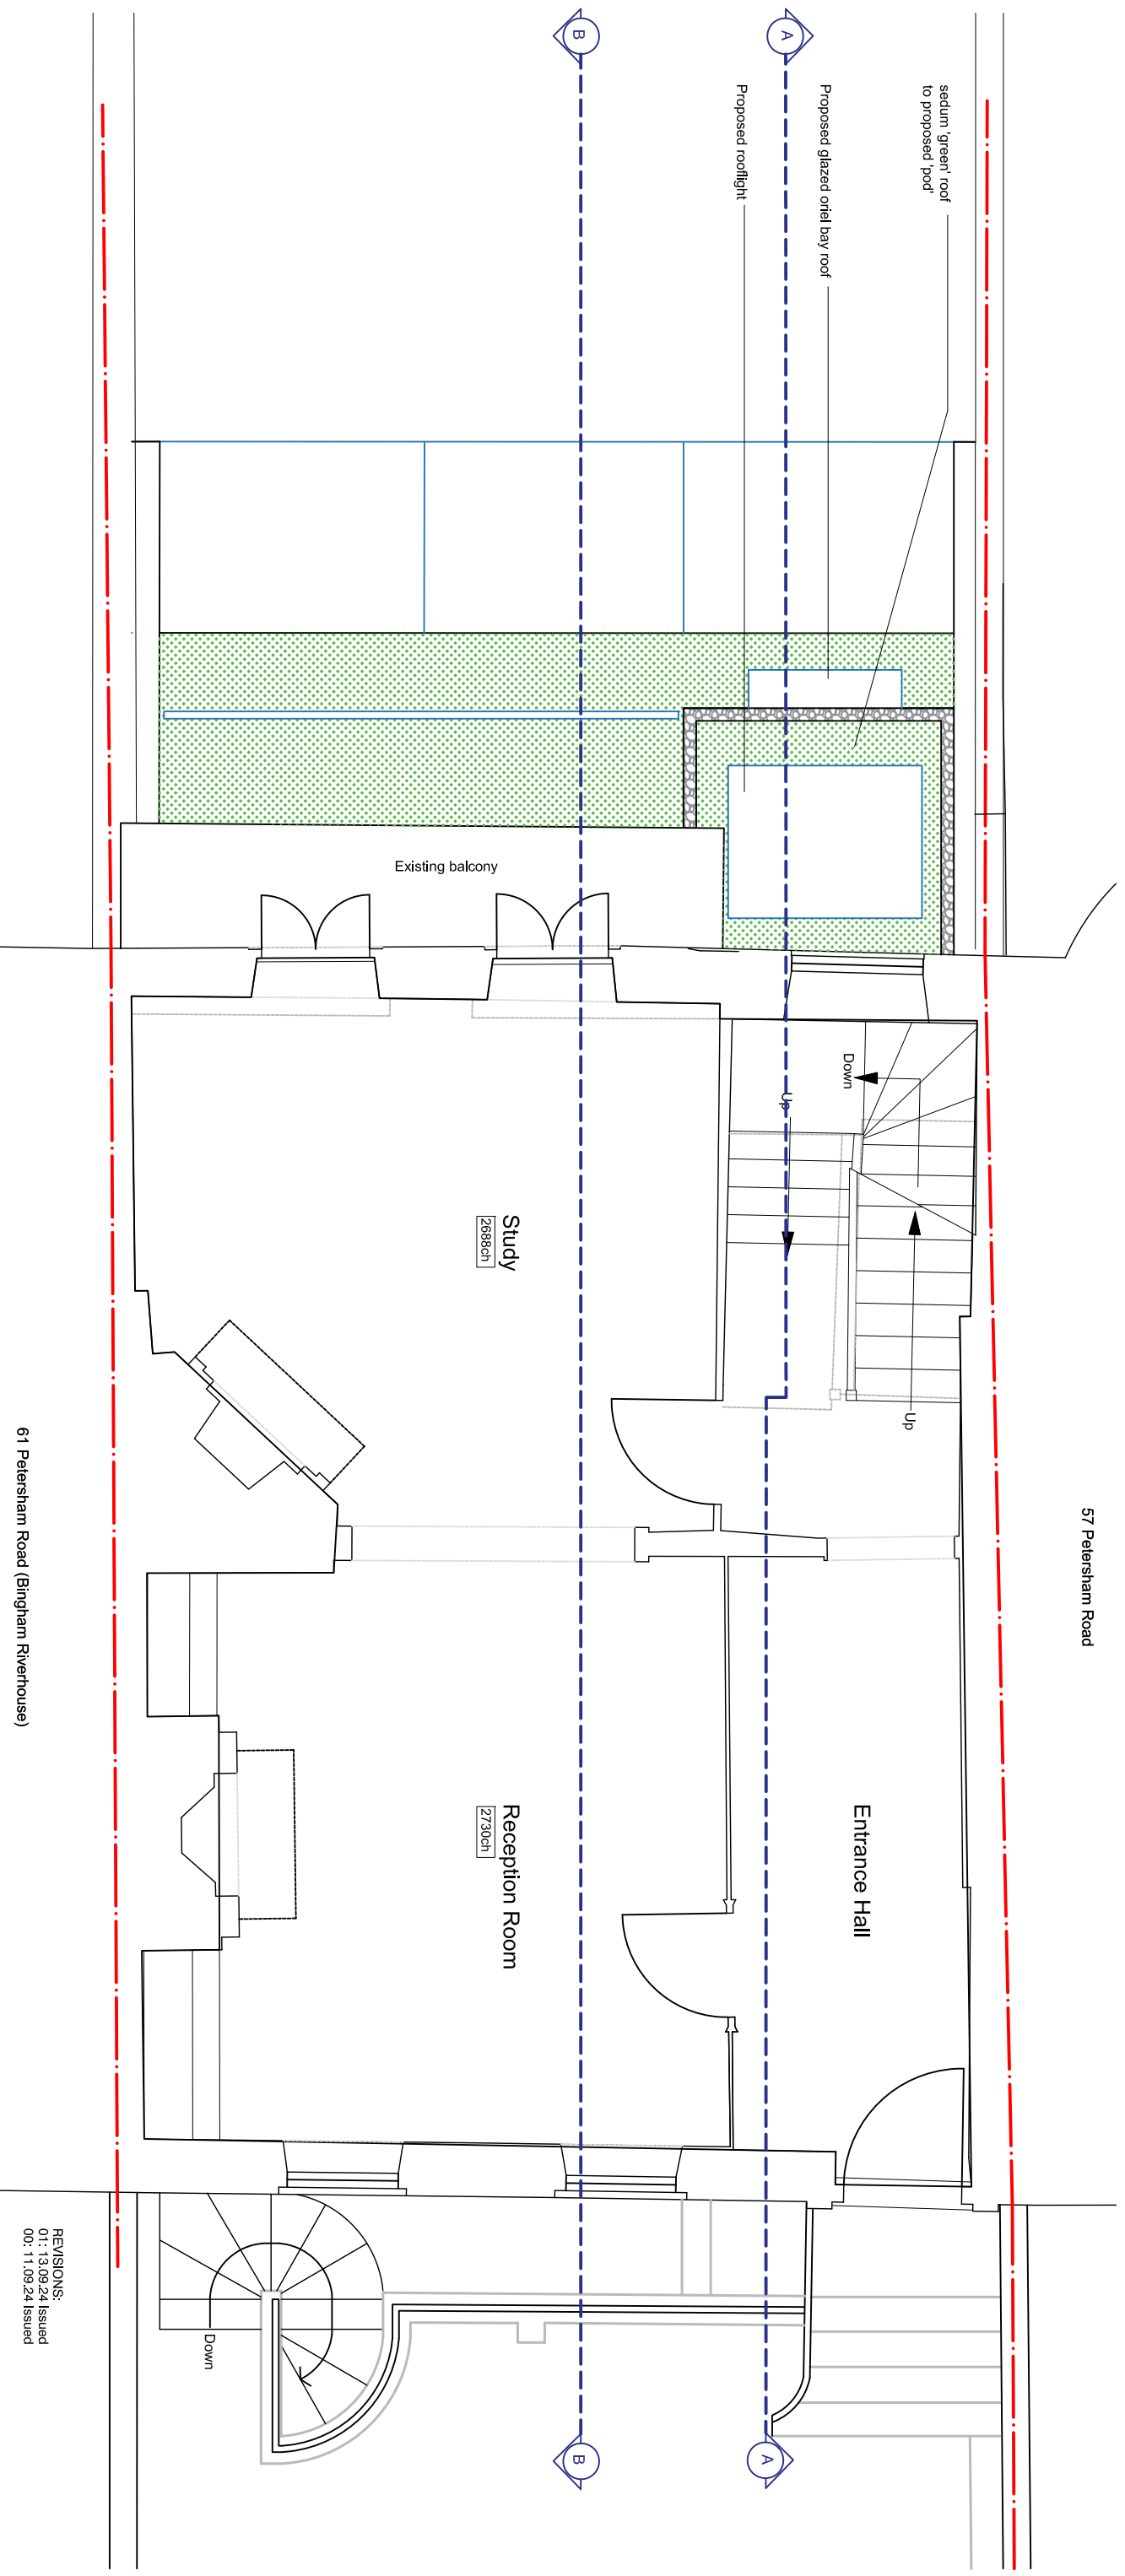 57 Petersham Road
sedum 'green' roof
to proposed 'pod'
Proposed glazed oriel bay roof
Proposed rooflight
A
A
B
B
Existing balcony
Down
Up
Up
Entrance Hall
Study
2688ch
Reception Room
2730ch
Down
61 Petersham Road (Bingham Riverhouse)
REVISIONS:
01: 13.09.24 Issued
00: 11.09.24 Issued